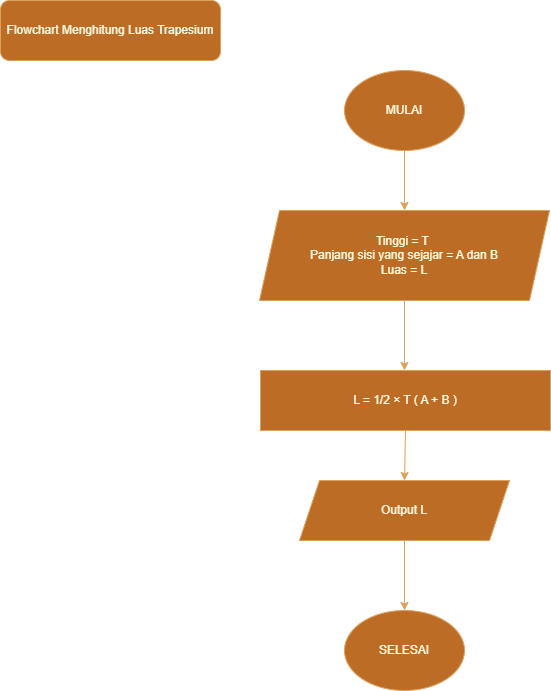 Flowchart Menghitung Luas Trapesium
MULAI
Tinggi = T
Panjang sisi yang sejajar = A dan B
Luas = L
L = 1/2 × T ( A + B )
Output L
SELESAI